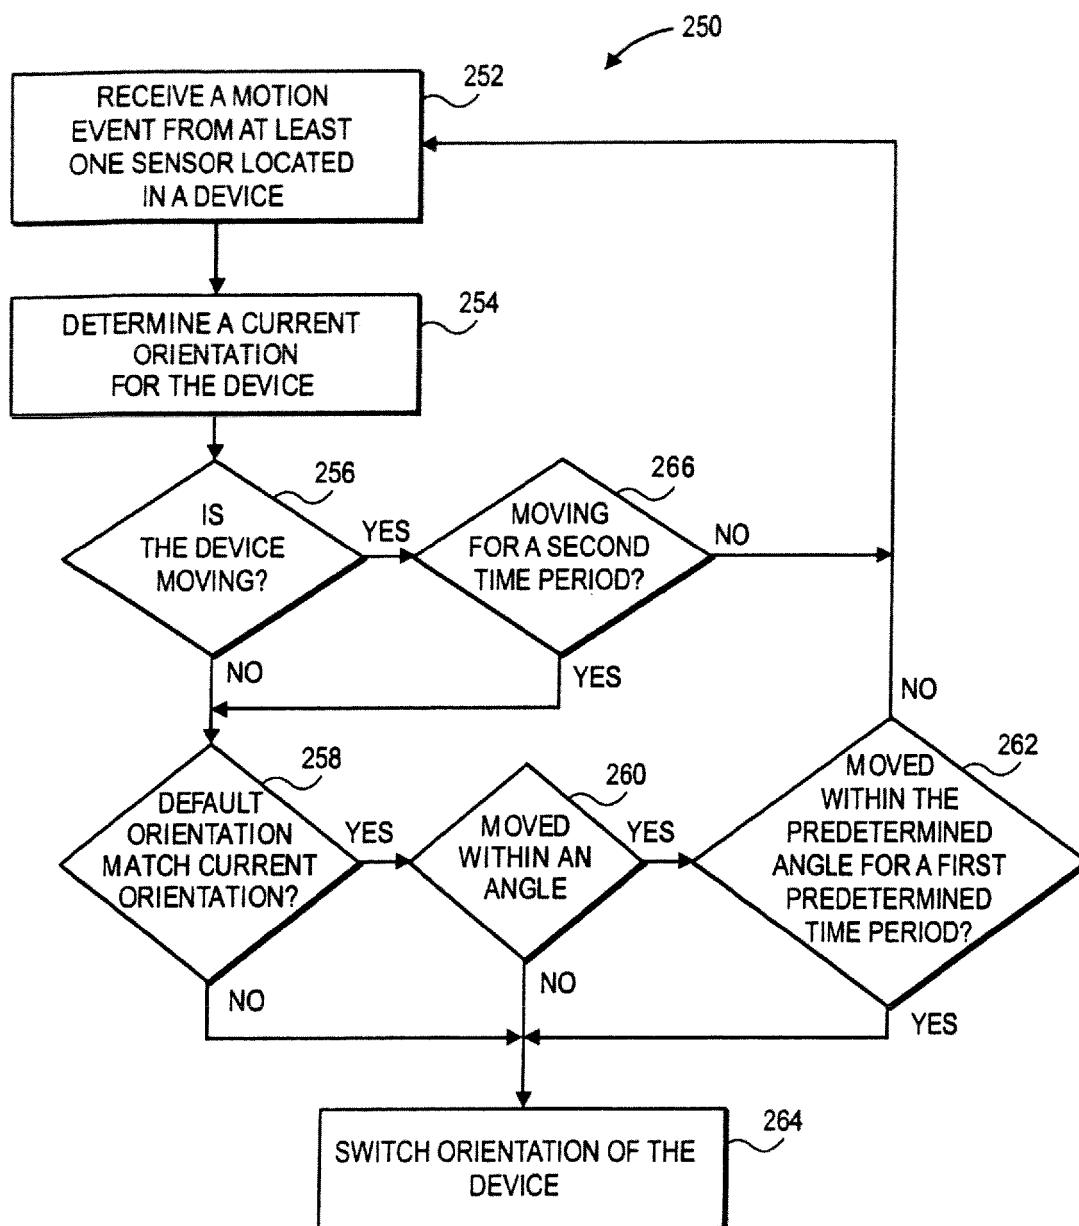 250
252
RECEIVE A MOTION
EVENT FROM AT LEAST
ONE SENSOR LOCATED
IN A DEVICE
254
DETERMINE A CURRENT
ORIENTATION
FOR THE DEVICE
256
IS
THE DEVICE
MOVING?
YES
NO
266
MOVING
FOR A SECOND
TIME PERIOD?
NO
YES
258
DEFAULT
ORIENTATION
MATCH CURRENT
ORIENTATION?
YES
NO
260
MOVED
WITHIN AN
ANGLE
YES
NO
262
MOVED
WITHIN THE
PREDETERMINED
ANGLE FOR A FIRST
PREDETERMINED
TIME PERIOD?
NO
YES
264
SWITCH ORIENTATION OF THE
DEVICE